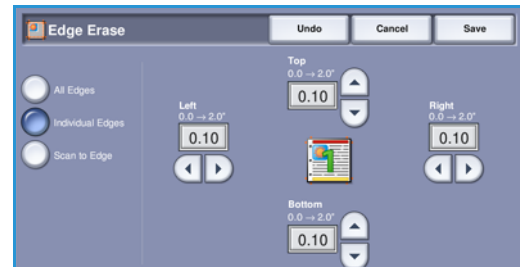 Edge Erase
Undo
Cancel
Save
All Edges
Individual Edges
Scan to Edge
Top
0.0 → 2.0"
0.10
Left
0.0 → 2.0"
0.10
Right
0.0 → 2.0"
0.10
1
Bottom
0.0 → 2.0"
0.10